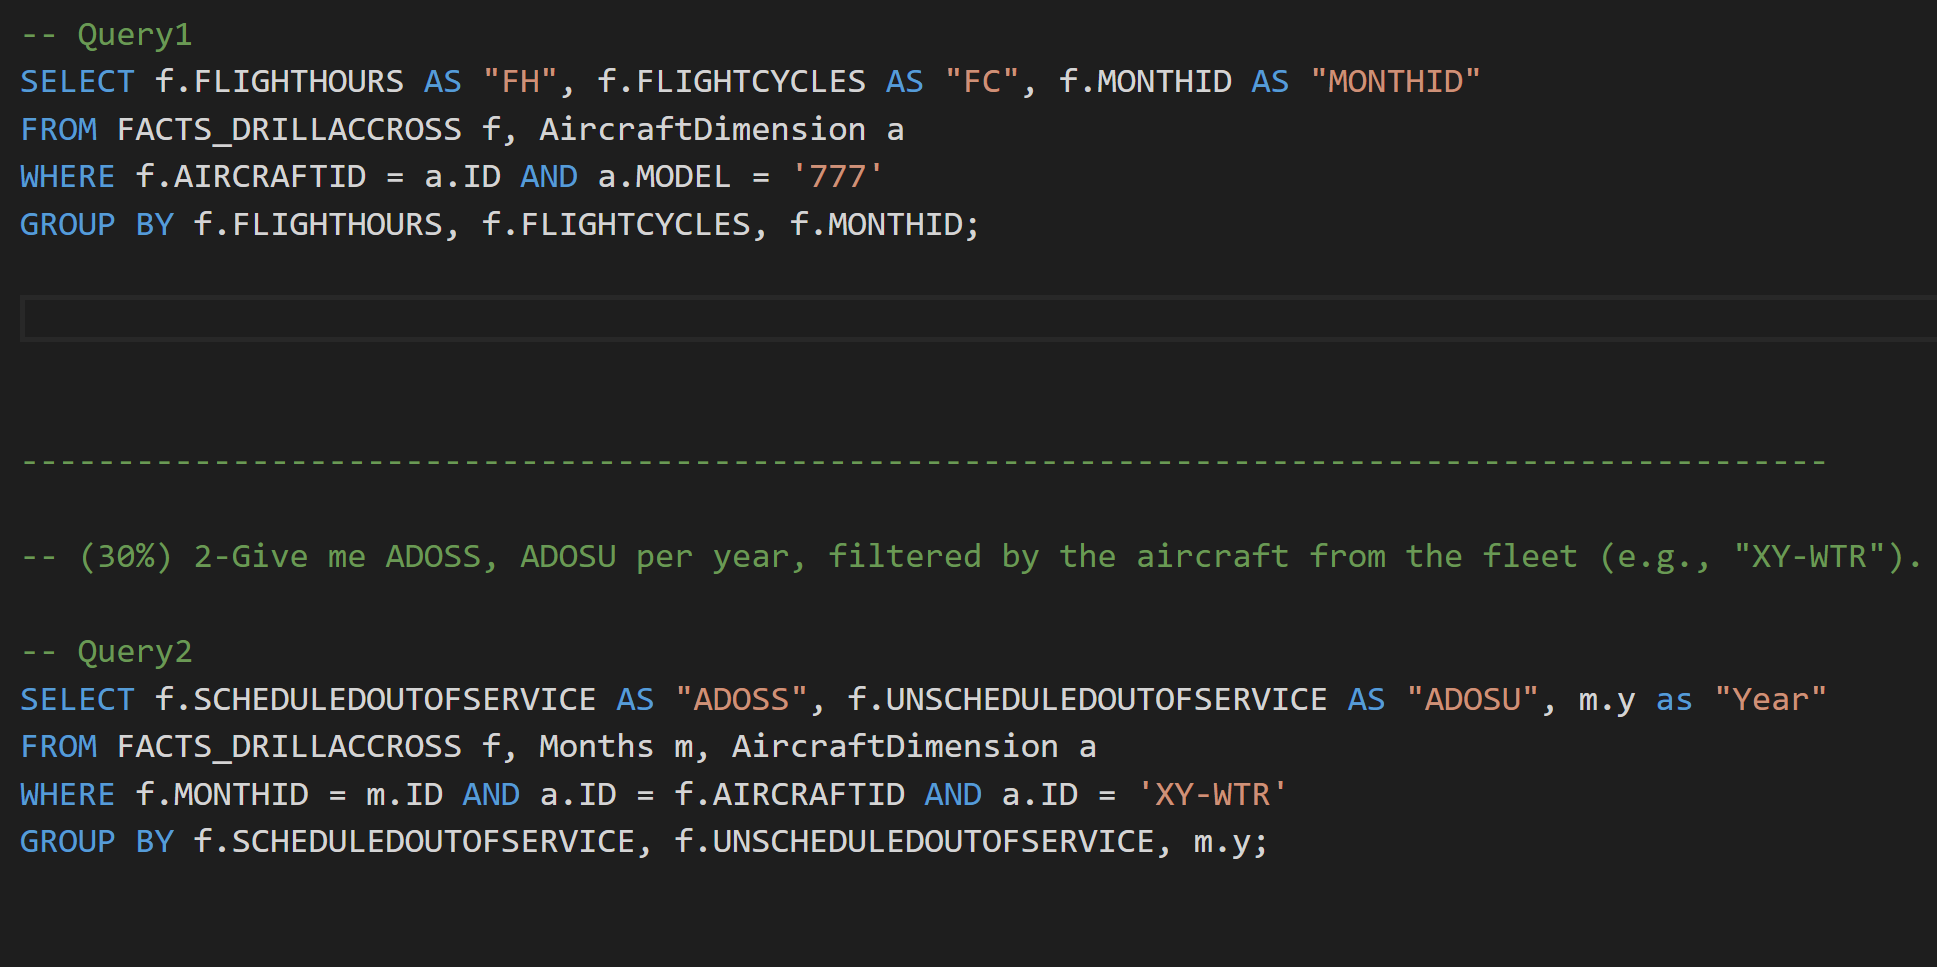 -- Query1
SELECT f.FLIGHTHOURS AS "FH", f.FLIGHTCYCLES AS "FC", f.MONTHID AS "MONTHID"
FROM FACTS_DRILLACCROSS f, AircraftDimension a
WHERE f.AIRCRAFTID = a.ID AND a.MODEL = '777'
GROUP BY f.FLIGHTHOURS, f.FLIGHTCYCLES, f.MONTHID;
----------------------------------------------------------------------------------------------
-- (30%) 2-Give me ADOSS, ADOSU per year, filtered by the aircraft from the fleet (e.g., "XY-WTR").
-- Query2
SELECT f.SCHEDULEDOUTOFSERVICE AS "ADOSS", f.UNSCHEDULEDOUTOFSERVICE AS "ADOSU", m.y as "Year"
FROM FACTS_DRILLACCROSS f, Months m, AircraftDimension a
WHERE f.MONTHID = m.ID AND a.ID = f.AIRCRAFTID AND a.ID = 'XY-WTR'
GROUP BY f.SCHEDULEDOUTOFSERVICE, f.UNSCHEDULEDOUTOFSERVICE, m.y;